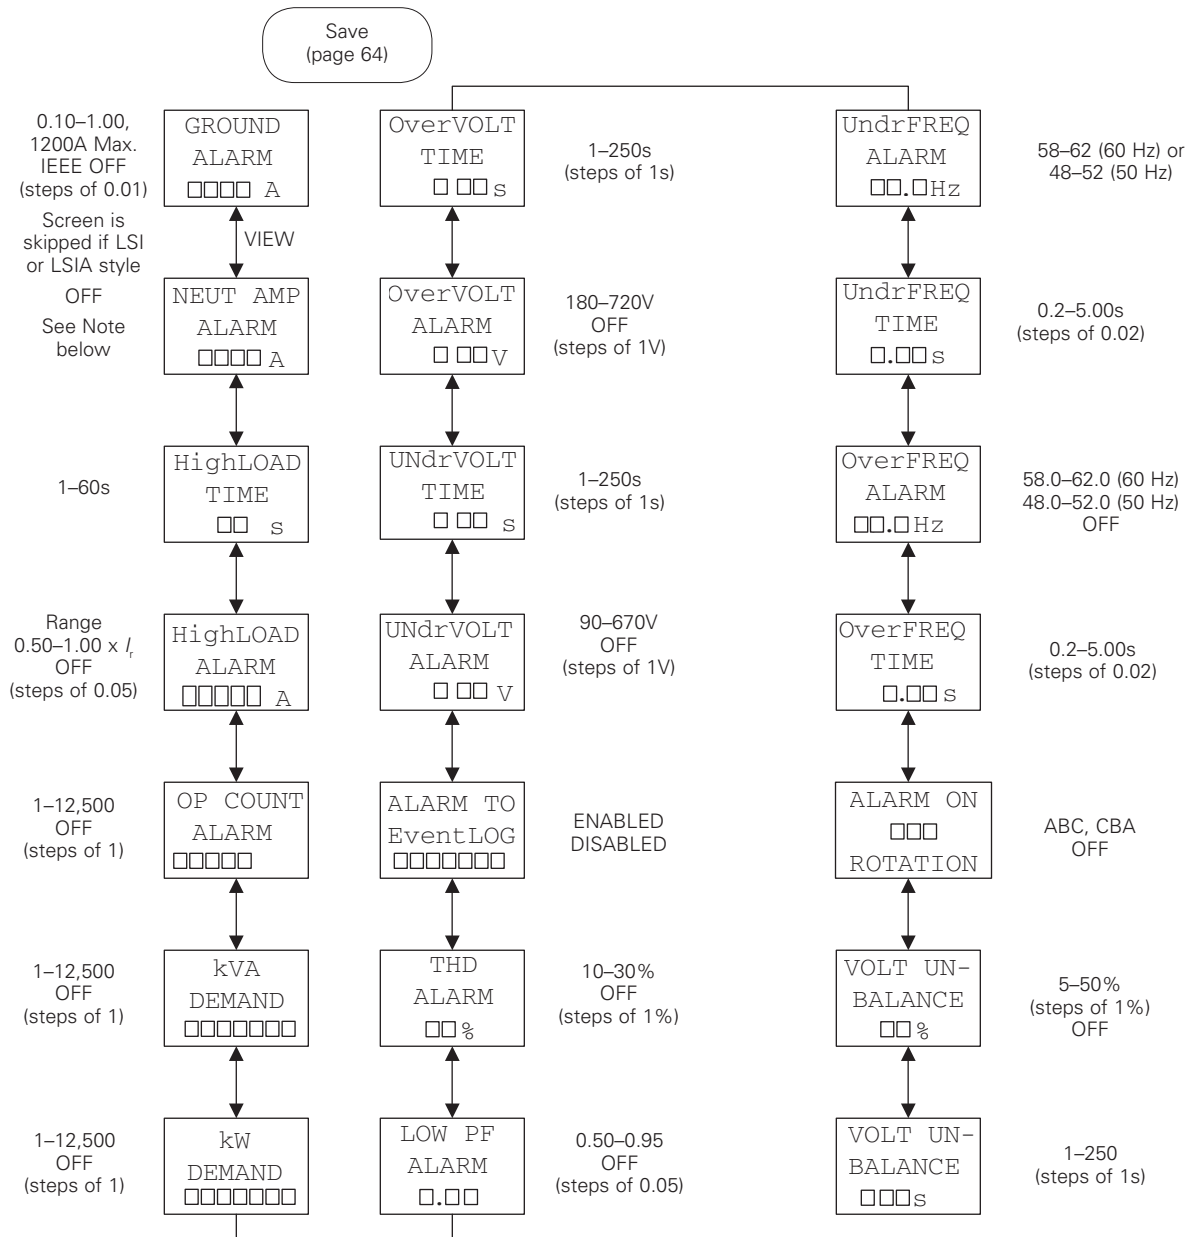 Save
(page 64)
0.10–1.00,
1200A Max.
IEEE OFF
(steps of 0.01)
Screen is
skipped if LSI
or LSIA style
GROUND
ALARM
□□□□ A
VIEW
OFF
See Note
below
NEUT AMP
ALARM
□□□□ A
1–60s
HighLOAD
TIME
□□ s
Range
0.50–1.00 x Ir
OFF
(steps of 0.05)
HighLOAD
ALARM
□□□□□ A
1–12,500
OFF
(steps of 1)
OP COUNT
ALARM
□□□□□
1–12,500
OFF
(steps of 1)
kVA
DEMAND
□□□□□□□
1–12,500
OFF
(steps of 1)
kW
DEMAND
□□□□□□□
OverVOLT
TIME
□ □□ s
1–250s
(steps of 1s)
OverVOLT
ALARM
□ □□ V
180–720V
OFF
(steps of 1V)
UNdrVOLT
TIME
□ □□ s
1–250s
(steps of 1s)
UNdrVOLT
ALARM
□ □□ V
90–670V
OFF
(steps of 1V)
ALARM TO
EventLOG
□□□□□□□
ENABLED
DISABLED
THD
ALARM
□□%
10–30%
OFF
(steps of 1%)
LOW PF
ALARM
□.□□
0.50–0.95
OFF
(steps of 0.05)
UndrFREQ
ALARM
□□.□Hz
58–62 (60 Hz) or
48–52 (50 Hz)
UndrFREQ
TIME
□.□□ s
0.2–5.00s
(steps of 0.02)
OverFREQ
ALARM
□□.□Hz
58.0–62.0 (60 Hz)
48.0–52.0 (50 Hz)
OFF
OverFREQ
TIME
□.□□ s
0.2–5.00s
(steps of 0.02)
ALARM ON
□□□
ROTATION
ABC, CBA
OFF
VOLT UN-
BALANCE
□□%
5–50%
(steps of 1%)
OFF
VOLT UN-
BALANCE
□□□s
1–250
(steps of 1s)